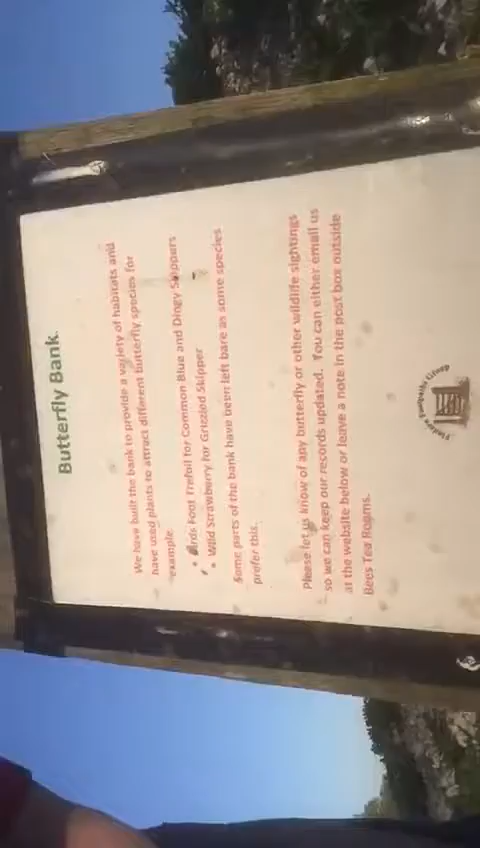 Butterfly Bank
We have built the bank to provide a variety of habitats and
have used plants to attract different butterfly species for
example
• Birds Foot Trefoil for Common Blue and Dingy Skippers
• Wild Strawberry for Grizzled Skipper
Some parts of the bank have been left bare as some species
prefer this.
Please let us know of any butterfly or other wildlife sightings
so we can keep our records updated. You can either email us
at the website below or leave a note in the post box outside
Bees Tea Rooms.
Footpaths Group